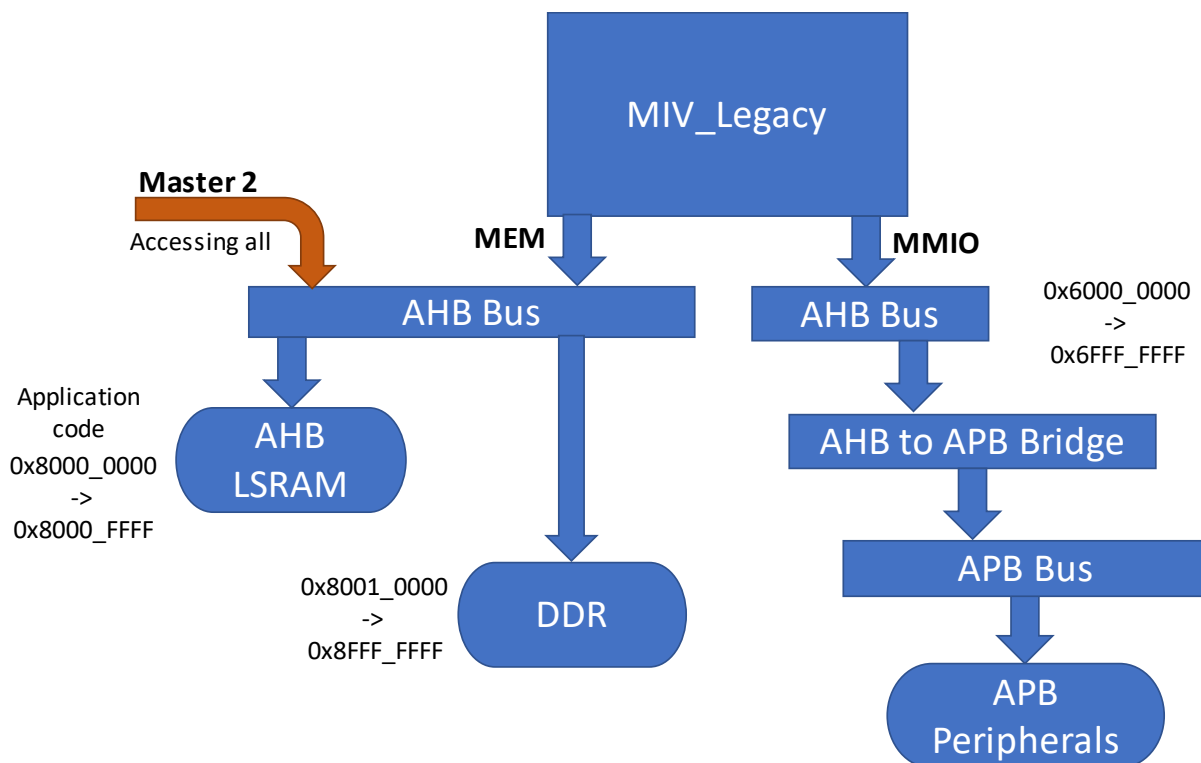 MIV_Legacy
Master 2
Accessing all
MEM
MMIO
AHB Bus
AHB Bus
0x6000_0000
->
0x6FFF_FFFF
Application
code
0x8000_0000
->
0x8000_FFFF
AHB
LSRAM
AHB to APB Bridge
0x8001_0000
->
0x8FFF_FFFF
DDR
APB Bus
APB
Peripherals